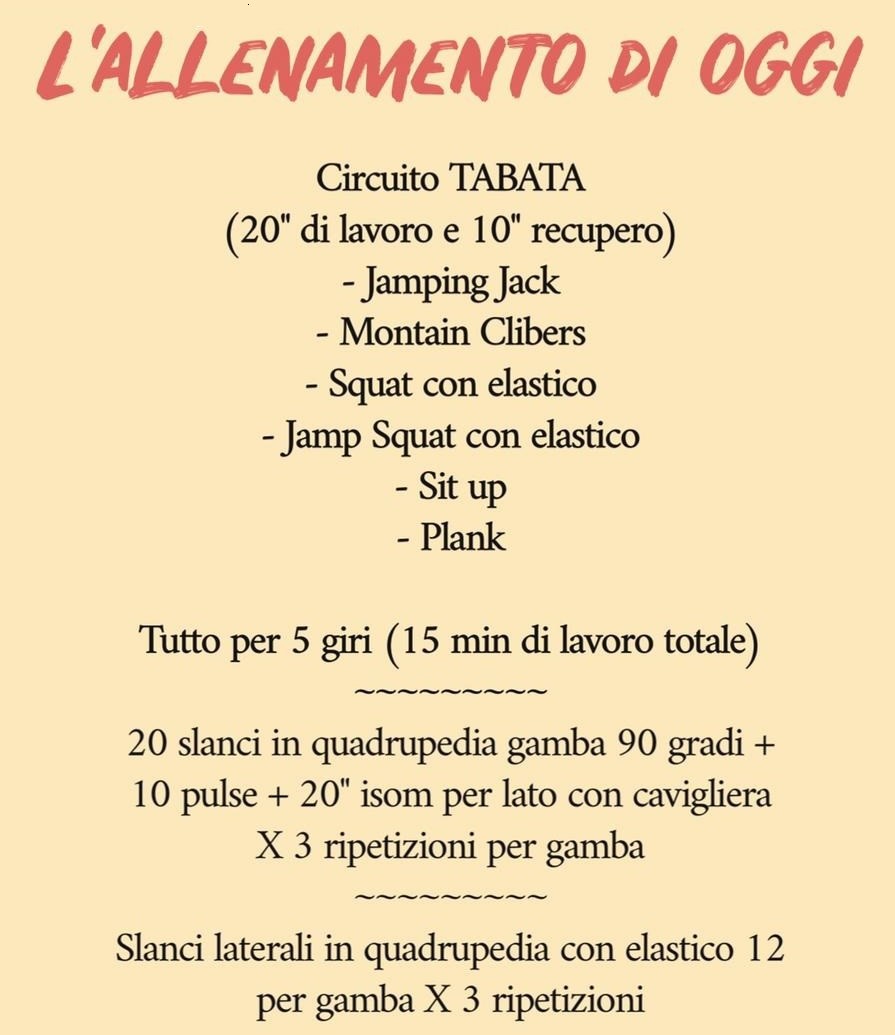 L'ALLENAMENTO DI OGGI
Circuito TABATA
(20" di lavoro e 10" recupero)
- Jamping Jack
- Montain Clibers
- Squat con elastico
- Jamp Squat con elastico
- Sit up
- Plank
Tutto per 5 giri (15 min di lavoro totale)
~~~~~~~~~
20 slanci in quadrupedia gamba 90 gradi +
10 pulse + 20" isom per lato con cavigliera
X 3 ripetizioni per gamba
~~~~~~~~~
Slanci laterali in quadrupedia con elastico 12
per gamba X 3 ripetizioni